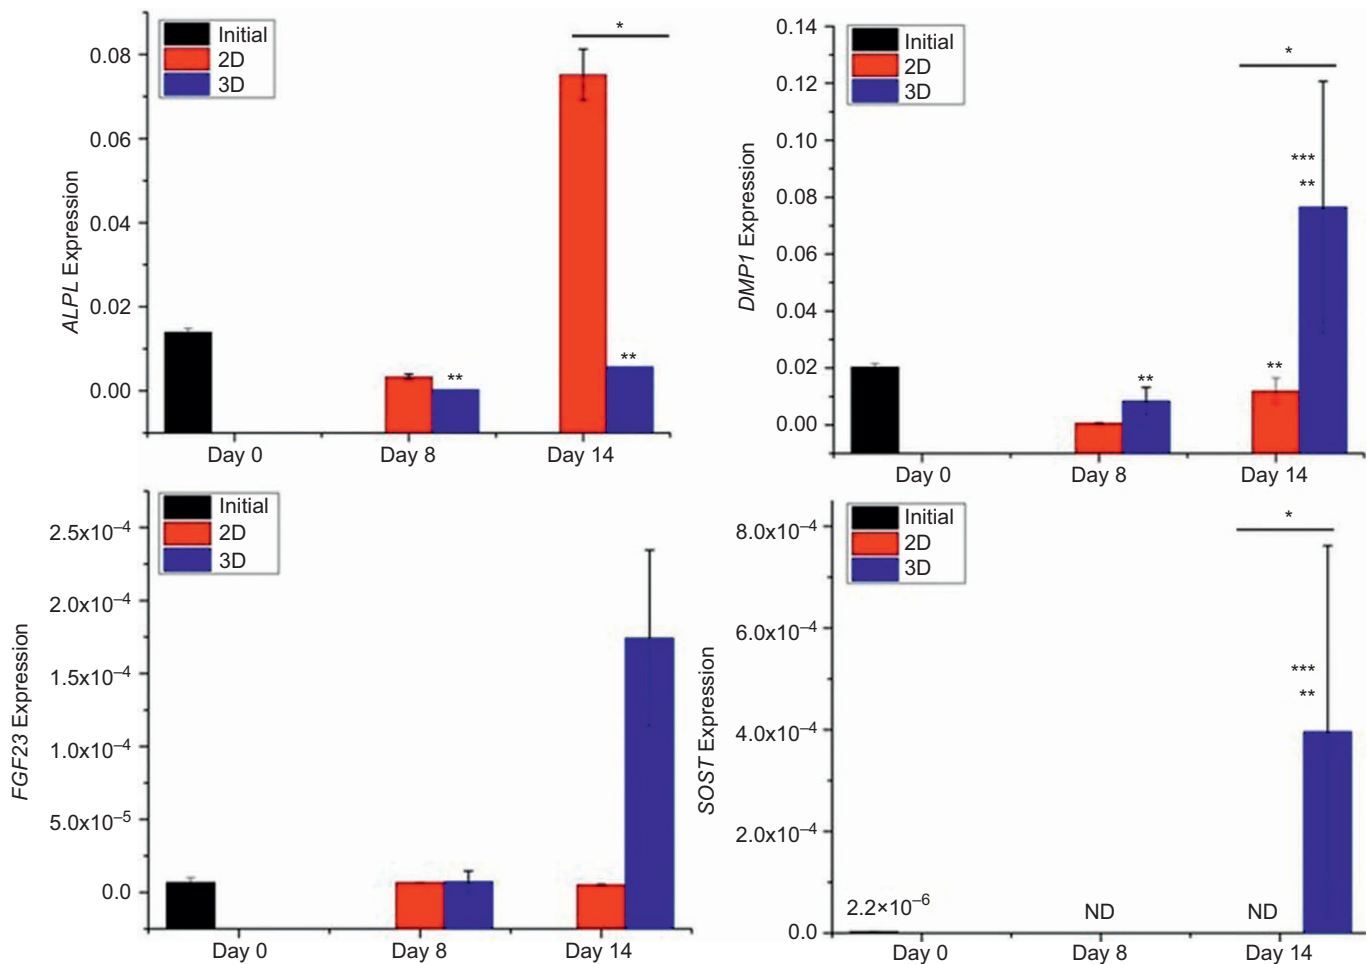 Initial
2D
3D
*
0.08
0.06
0.04
0.02
0.00
**
**
ALPL Expression
Day 0
Day 8
Day 14
Initial
2D
3D
*
0.14
0.12
0.10
0.08
0.06
0.04
0.02
0.00
***
**
**
**
DMP1 Expression
Day 0
Day 8
Day 14
Initial
2D
3D
2.5x10⁻⁴
2.0x10⁻⁴
1.5x10⁻⁴
1.0x10⁻⁴
5.0x10⁻⁵
0.0
FGF23 Expression
Day 0
Day 8
Day 14
Initial
2D
3D
*
8.0x10⁻⁴
6.0x10⁻⁴
4.0x10⁻⁴
2.0x10⁻⁴
0.0
***
**
2.2×10⁻⁶
ND
ND
SOST Expression
Day 0
Day 8
Day 14